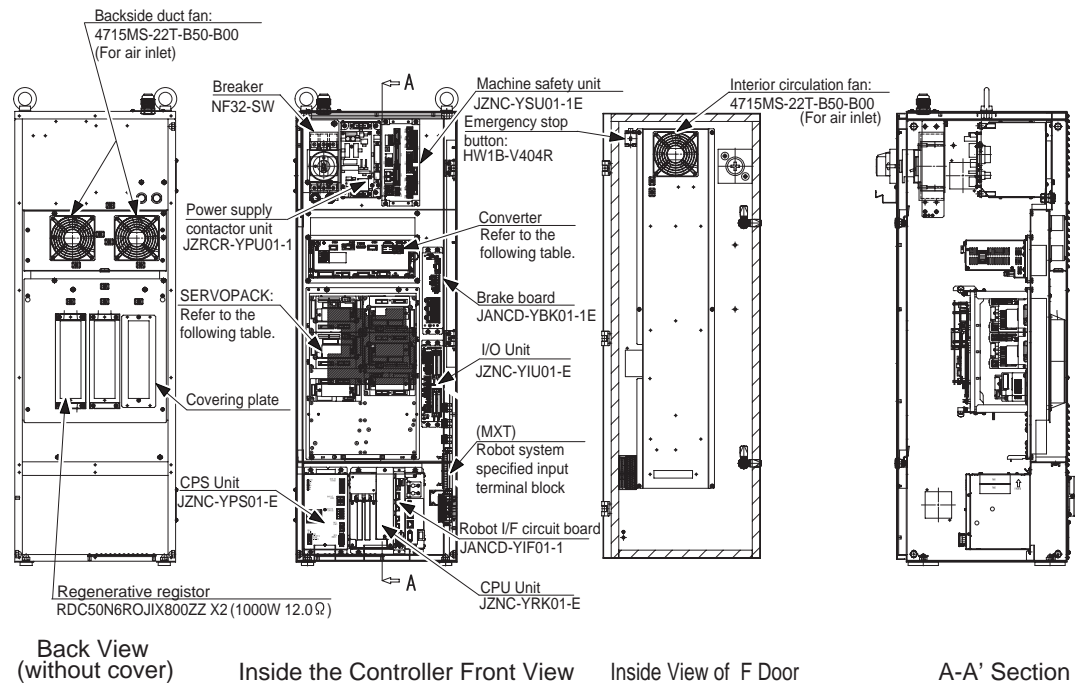 Backside duct fan:
4715MS-22T-B50-B00
(For air inlet)
Breaker
NF32-SW
A
Machine safety unit
JZNC-YSU01-1E
Emergency stop
button:
HW1B-V404R
Interior circulation fan:
4715MS-22T-B50-B00
(For air inlet)
Power supply
contactor unit
JZRCR-YPU01-1
Converter
Refer to the
following table.
SERVOPACK:
Refer to the
following table.
Brake board
JANCD-YBK01-1E
I/O Unit
JZNC-YIU01-E
Covering plate
(MXT)
Robot system
specified input
terminal block
CPS Unit
JZNC-YPS01-E
Robot I/F circuit board
JANCD-YIF01-1
A
CPU Unit
JZNC-YRK01-E
Regenerative registor
RDC50N6ROJIX800ZZ X2 (1000W 12.0Ω)
Back View
(without cover)
Inside the Controller Front View
Inside View of F Door
A-A' Section